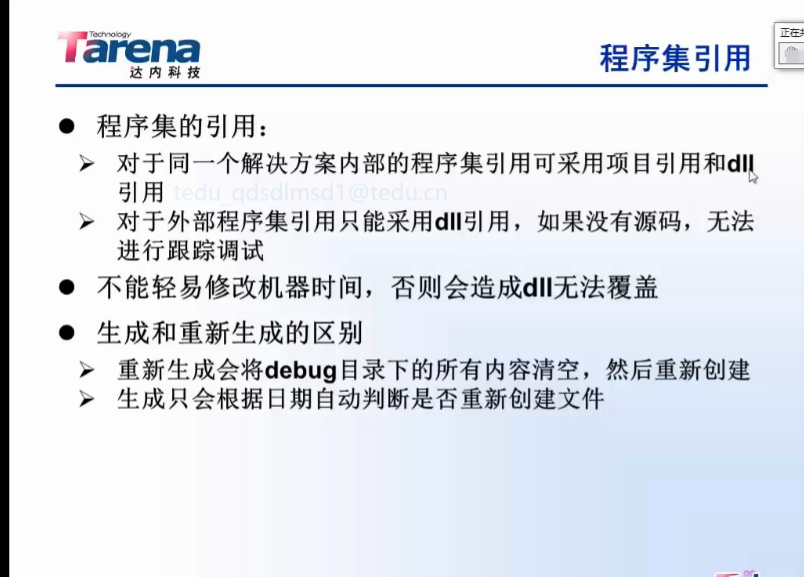 Technology
Tarena
达内科技
程序集引用
正在共
● 程序集的引用：
➢ 对于同一个解决方案内部的程序集引用可采用项目引用和dll
引用
tedu_qdsdlmsd1@tedu.cn
➢ 对于外部程序集引用只能采用dll引用，如果没有源码，无法
进行跟踪调试
● 不能轻易修改机器时间，否则会造成dll无法覆盖
● 生成和重新生成的区别
➢ 重新生成会将debug目录下的所有内容清空，然后重新创建
➢ 生成只会根据日期自动判断是否重新创建文件